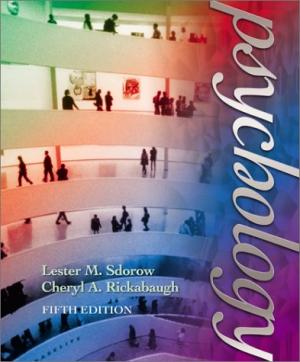 psychology
Lester M. Sdorow
Cheryl A. Rickabaugh
FIFTH EDITION